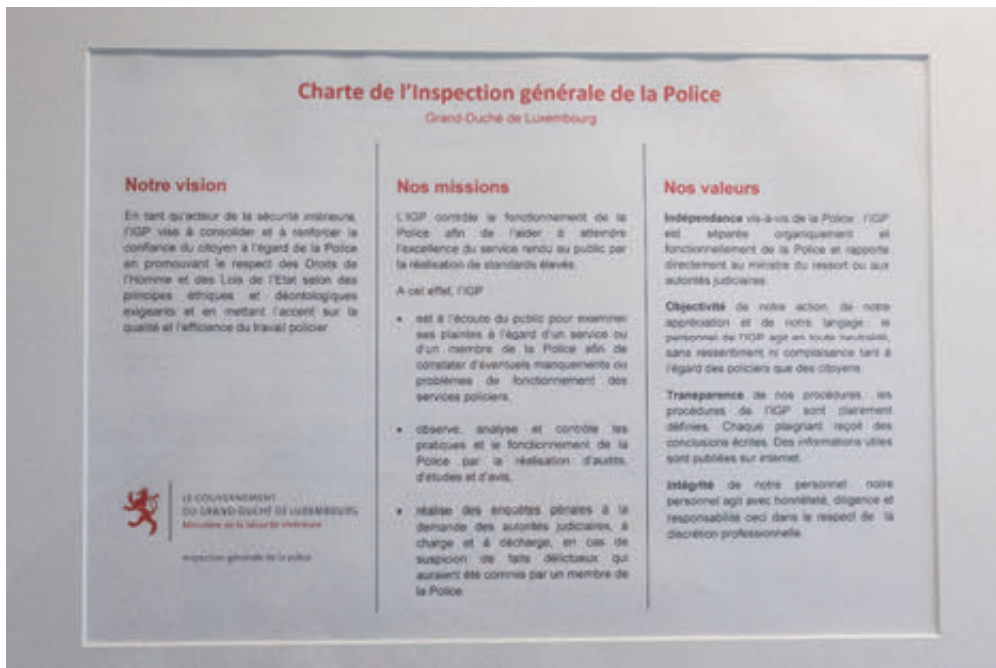 Charte de l'Inspection générale de la Police
Grand-Duché de Luxembourg
Notre vision
En tant qu'acteur de la sécurité intérieure,
l'IGP vise à consolider et à renforcer la
confiance du citoyen à l'égard de la Police
en promouvant le respect des Droits de
l'Homme et des Lois de l'Etat selon des
principes éthiques et déontologiques
exigeants et en mettant l'accent sur la
qualité et l'efficience du travail policier.
LE GOUVERNEMENT
DU GRAND-DUCHÉ DE LUXEMBOURG
Ministère de la Sécurité intérieure
Inspection générale de la police
Nos missions
L'IGP contrôle le fonctionnement de la
Police afin de l'aider à atteindre
l'excellence du service rendu au public par
la réalisation de standards élevés.
A cet effet, l'IGP
• est à l'écoute du public pour examiner
ses plaintes à l'égard d'un service ou
d'un membre de la Police afin de
constater d'éventuels manquements ou
problèmes de fonctionnement des
services policiers,
• observe, analyse et contrôle les
pratiques et le fonctionnement de la
Police par la réalisation d'audits,
d'études et d'avis,
• réalise des enquêtes pénales à la
demande des autorités judiciaires, à
charge et à décharge, en cas de
suspicion de faits délictueux qui
auraient été commis par un membre de
la Police.
Nos valeurs
Indépendance vis-à-vis de la Police : l'IGP
est séparée organiquement et
fonctionnellement de la Police et rapporte
directement au ministre du ressort ou aux
autorités judiciaires.
Objectivité de notre action, de notre
appréciation et de notre langage : le
personnel de l'IGP agit en toute neutralité,
sans ressentiment ni complaisance tant à
l'égard des policiers que des citoyens.
Transparence de nos procédures : les
procédures de l'IGP sont clairement
définies. Chaque plaignant reçoit des
conclusions écrites. Des informations utiles
sont publiées sur internet.
Intégrité de notre personnel : notre
personnel agit avec honnêteté, diligence et
responsabilité ceci dans le respect de la
discrétion professionnelle.